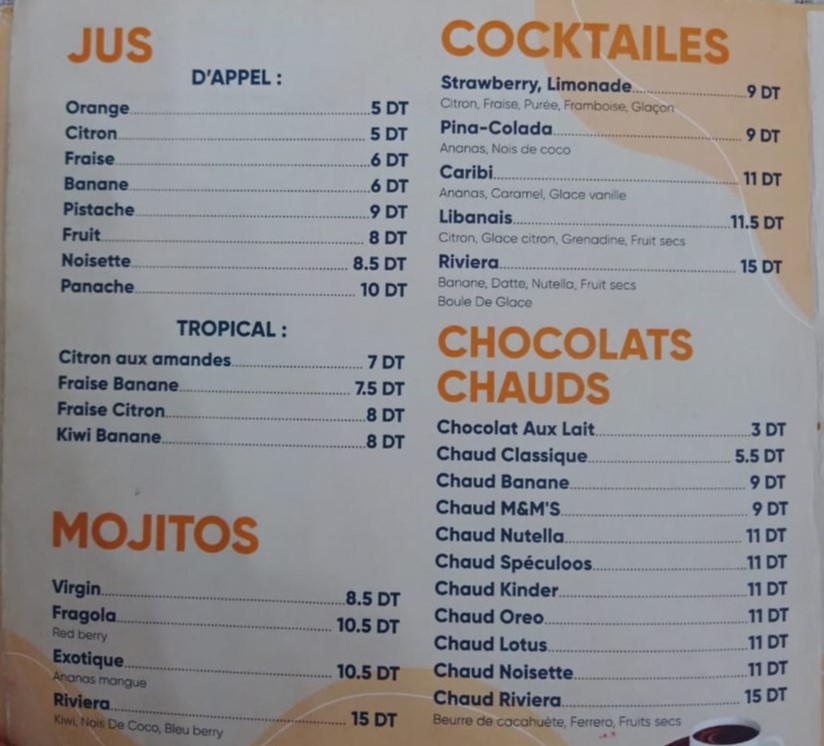 JUS
D'APPEL :
Orange 5 DT
Citron 5 DT
Fraise 6 DT
Banane 6 DT
Pistache 9 DT
Fruit 8 DT
Noisette 8.5 DT
Panache 10 DT
TROPICAL :
Citron aux amandes 7 DT
Fraise Banane 7.5 DT
Fraise Citron 8 DT
Kiwi Banane 8 DT
MOJITOS
Virgin 8.5 DT
Fragola 10.5 DT
Red berry
Exotique 10.5 DT
Ananas mangue
Riviera 15 DT
Kiwi, Nois De Coco, Bleu berry
COCKTAILES
Strawberry, Limonade 9 DT
Citron, Fraise, Purée, Framboise, Glaçon
Pina-Colada 9 DT
Ananas, Nois de coco
Caribi 11 DT
Ananas, Caramel, Glace vanille
Libanais 11.5 DT
Citron, Glace citron, Grenadine, Fruit secs
Riviera 15 DT
Banane, Datte, Nutella, Fruit secs
Boule De Glace
CHOCOLATS
CHAUDS
Chocolat Aux Lait 3 DT
Chaud Classique 5.5 DT
Chaud Banane 9 DT
Chaud M&M'S 9 DT
Chaud Nutella 11 DT
Chaud Spéculoos 11 DT
Chaud Kinder 11 DT
Chaud Oreo 11 DT
Chaud Lotus 11 DT
Chaud Noisette 11 DT
Chaud Riviera 15 DT
Beurre de cacahuète, Ferrero, Fruits secs